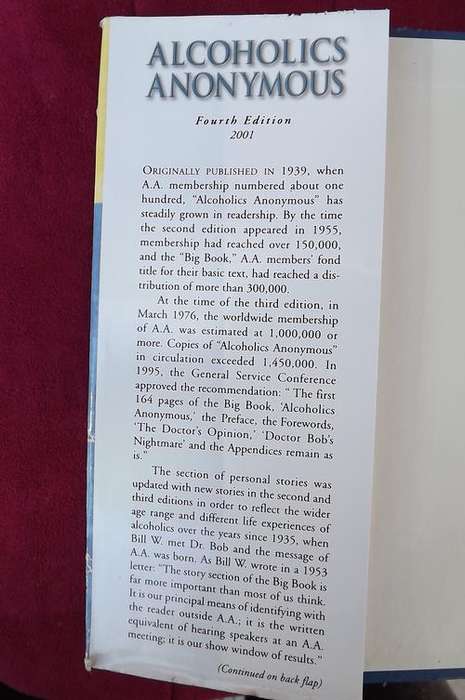 ALCOHOLICS
ANONYMOUS
Fourth Edition
2001
ORIGINALLY PUBLISHED IN 1939, when
A.A. membership numbered about one
hundred, "Alcoholics Anonymous" has
steadily grown in readership. By the time
the second edition appeared in 1955,
membership had reached over 150,000,
and the "Big Book," A.A. members' fond
title for their basic text, had reached a dis-
tribution of more than 300,000.
At the time of the third edition, in
March 1976, the worldwide membership
of A.A. was estimated at 1,000,000 or
more. Copies of "Alcoholics Anonymous"
in circulation exceeded 1,450,000. In
1995, the General Service Conference
approved the recommendation: " The first
164 pages of the Big Book, 'Alcoholics
Anonymous,' the Preface, the Forewords,
'The Doctor's Opinion,' 'Doctor Bob's
Nightmare' and the Appendices remain as
is."
The section of personal stories was
updated with new stories in the second and
third editions in order to reflect the wider
age range and different life experiences of
alcoholics over the years since 1935, when
Bill W. met Dr. Bob and the message of
A.A. was born. As Bill W. wrote in a 1953
letter: "The story section of the Big Book is
far more important than most of us think.
It is our principal means of identifying with
the reader outside A.A.; it is the written
equivalent of hearing speakers at an A.A.
meeting; it is our show window of results."
(Continued on back flap)